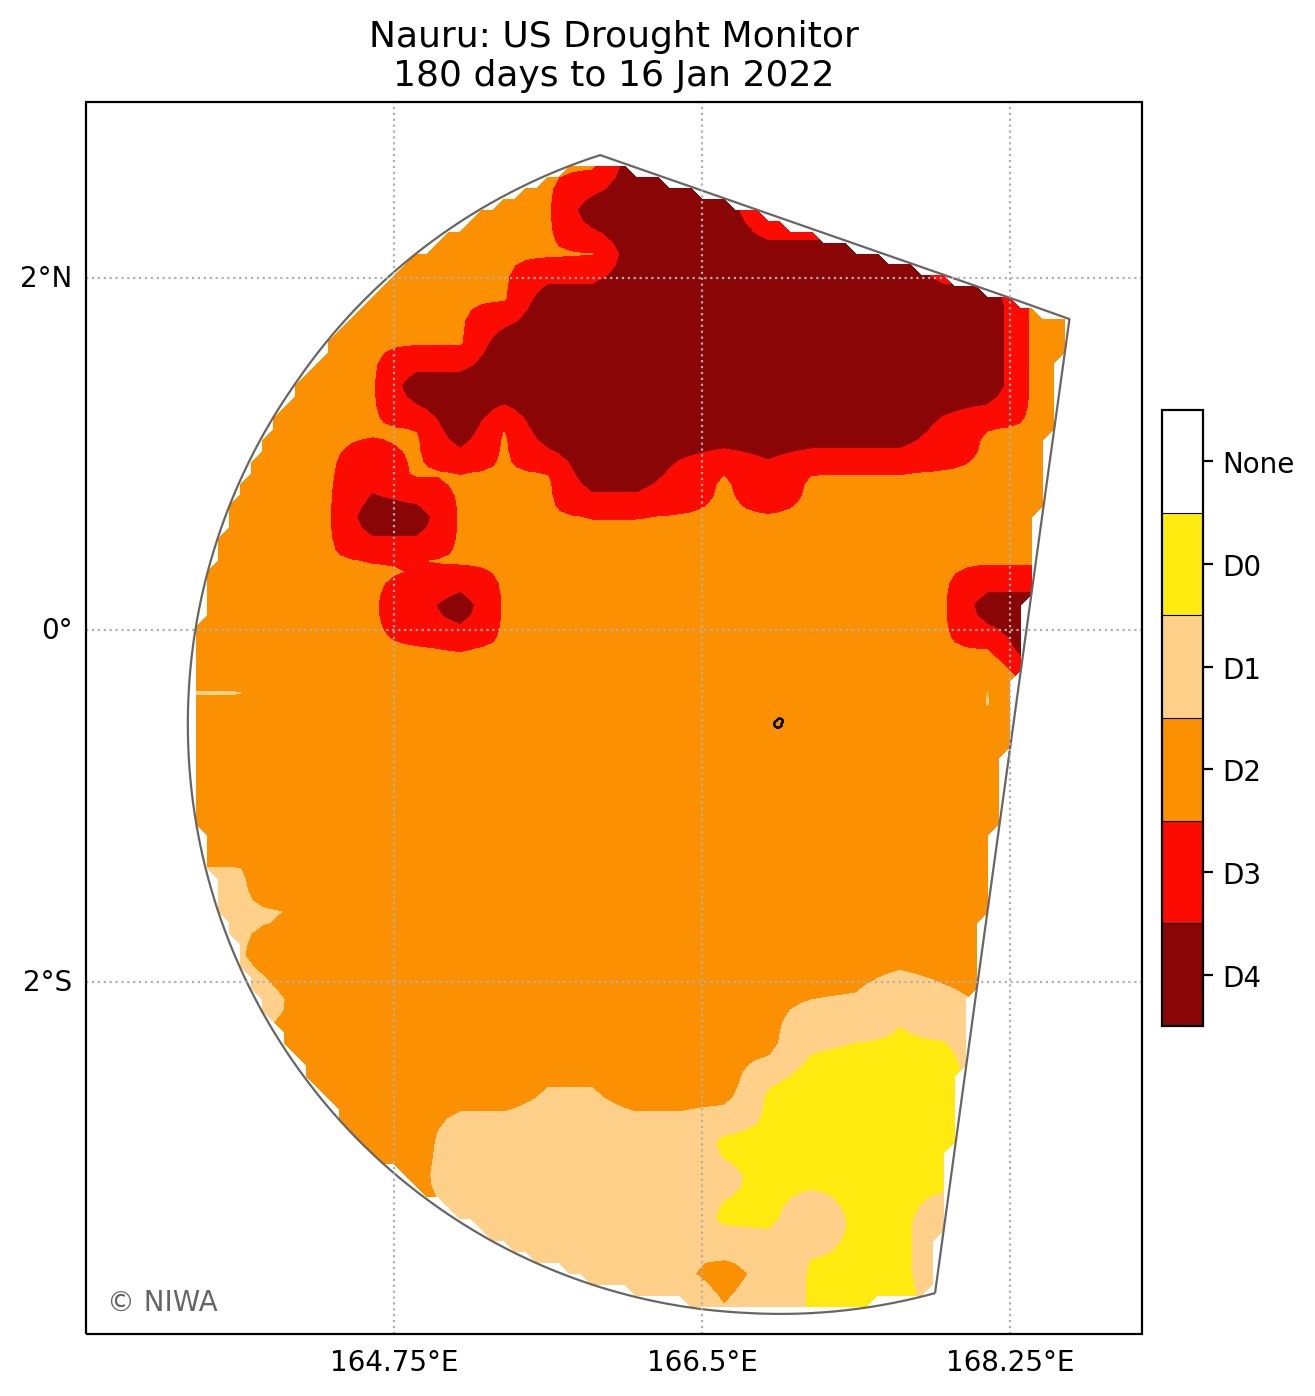 Nauru: US Drought Monitor
180 days to 16 Jan 2022
2°N
0°
2°S
164.75°E
166.5°E
168.25°E
None
D0
D1
D2
D3
D4
© NIWA